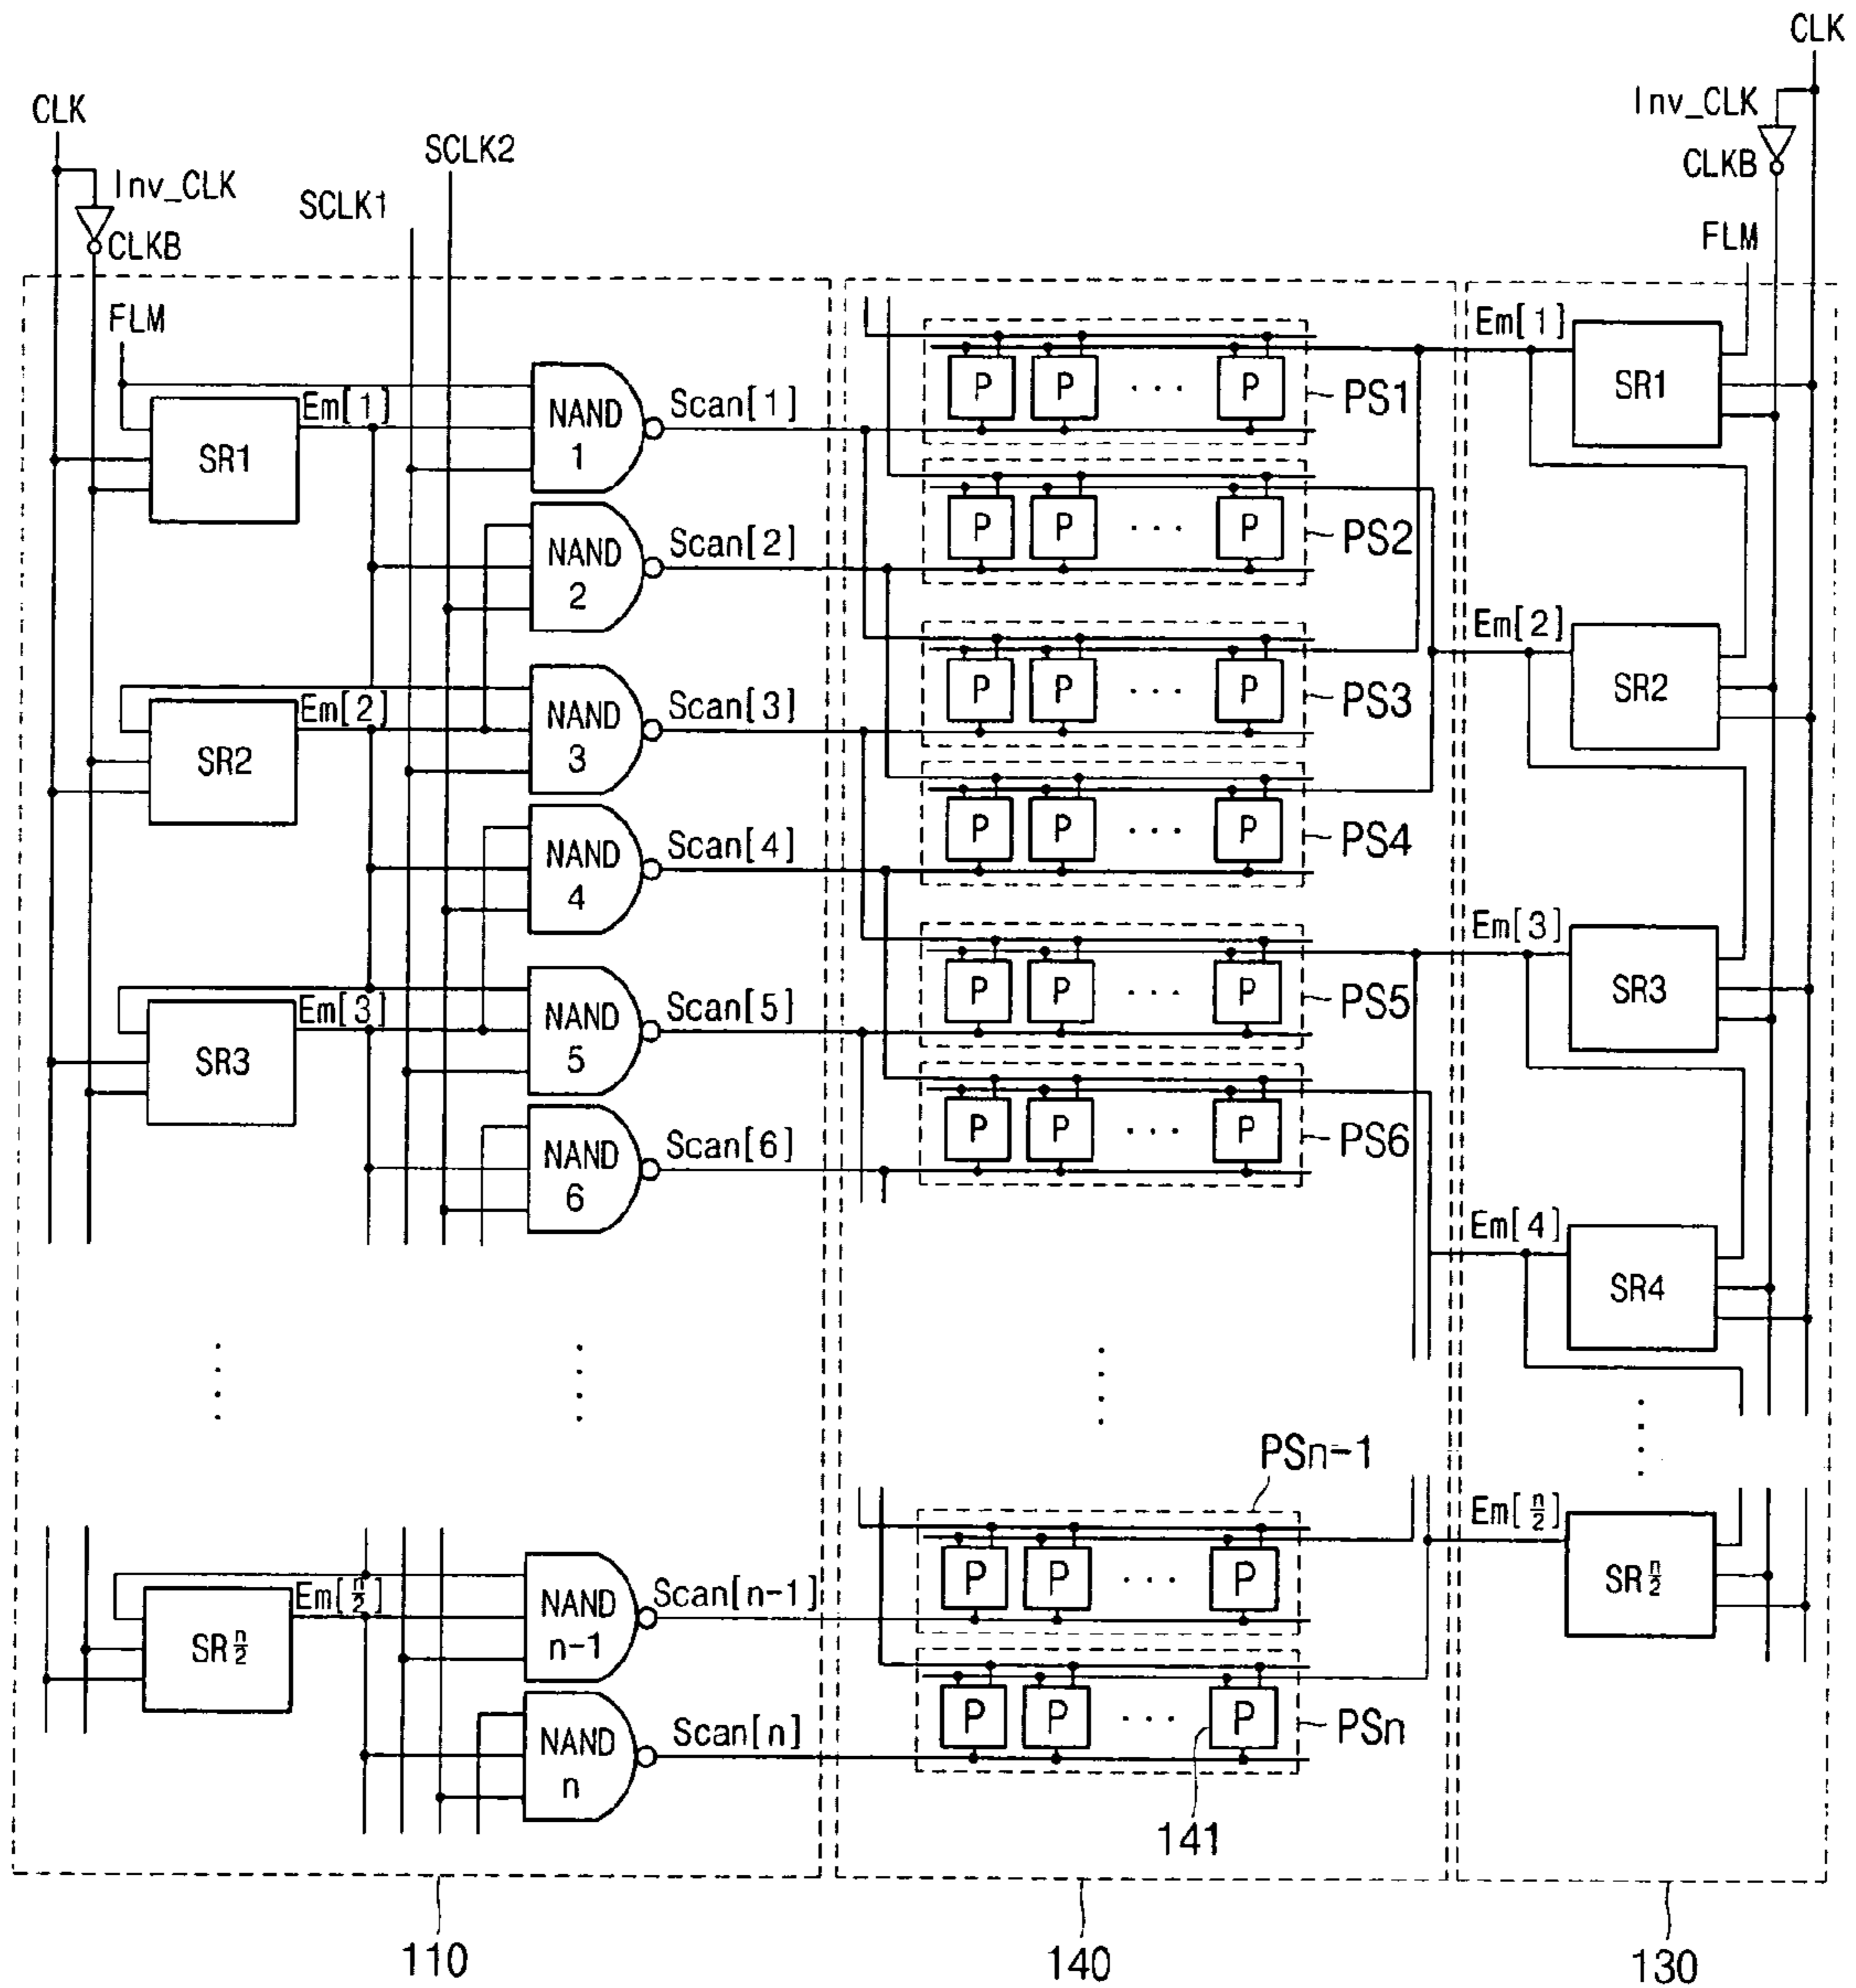 CLK
Inv_CLK
CLKB
FLM
CLK
Inv_CLK
CLKB
SCLK1
SCLK2
FLM
SR1
Em[1]
NAND
1
Scan[1]
P P ... P
PS1
Em[1]
SR1
NAND
2
Scan[2]
P P ... P
PS2
SR2
Em[2]
NAND
3
Scan[3]
P P ... P
PS3
Em[2]
SR2
NAND
4
Scan[4]
P P ... P
PS4
SR3
Em[3]
NAND
5
Scan[5]
P P ... P
PS5
Em[3]
SR3
NAND
6
Scan[6]
P P ... P
PS6
Em[4]
SR4
PSn-1
SR n/2
Em[n/2]
NAND
n-1
Scan[n-1]
P P ... P
Em[n/2]
SR n/2
NAND
n
Scan[n]
P P ... P
PSn
141
110
140
130